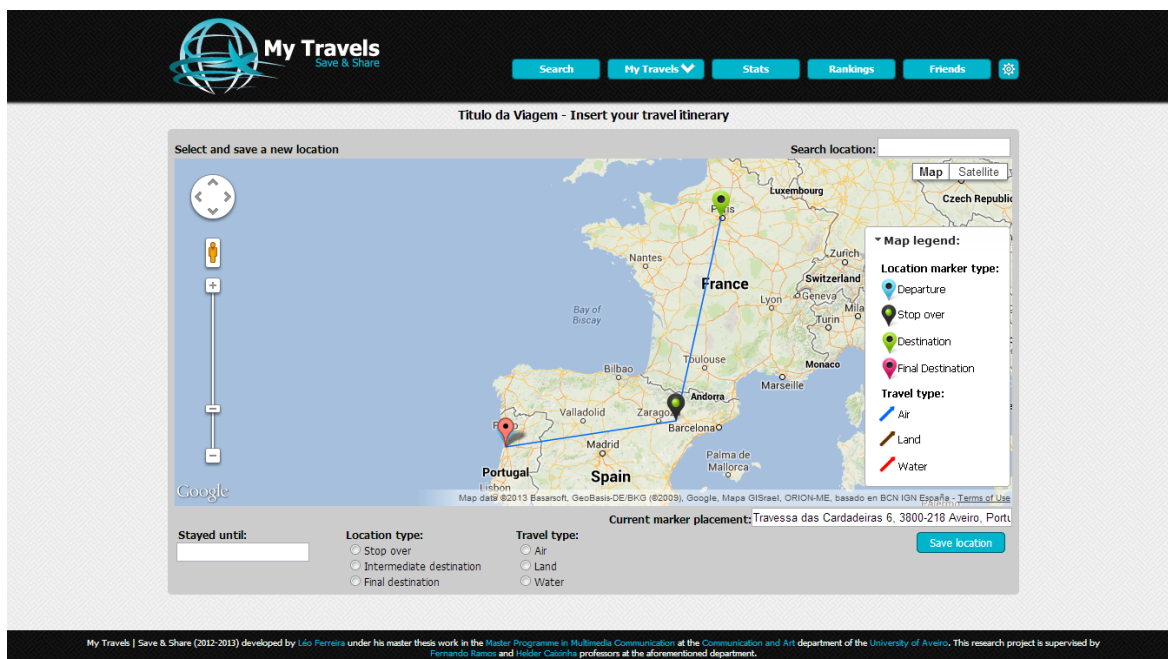 My Travels
Save & Share
Search My Travels Stats Rankings Friends
Titulo da Viagem - Insert your travel itinerary
Select and save a new location
Search location:
Map Satellite
Luxembourg
Czech Republic
Paris
Map legend:
Nantes
Zurich
Location marker type:
France
Switzerland
Departure
Lyon
Geneva
Bay of
Biscay
Mila
Stop over
Turin
Destination
Toulouse
Monaco
Bilbao
Final Destination
Marseille
Andorra
Travel type:
Valladolid
Zarago
Air
Barcelona
Madrid
Land
Palma de
Mallorca
Portugal
Spain
Water
Lisbon
Google
Map data ©2013 Basarsoft, GeoBasis-DE/BKG (©2009), Google, Mapa GISrael, ORION-ME, basado en BCN IGN España - Terms of Use
Current marker placement: Travessa das Cardadeiras 6, 3800-218 Aveiro, Portu
Stayed until:
Location type:
Travel type:
Save location
Stop over
Air
Intermediate destination
Land
Final destination
Water
My Travels | Save & Share (2012-2013) developed by Léo Ferreira under his master thesis work in the Master Programme in Multimedia Communication at the Communication and Art department of the University of Aveiro. This research project is supervised by
Fernando Ramos and Helder Caixinha professors at the aforementioned department.